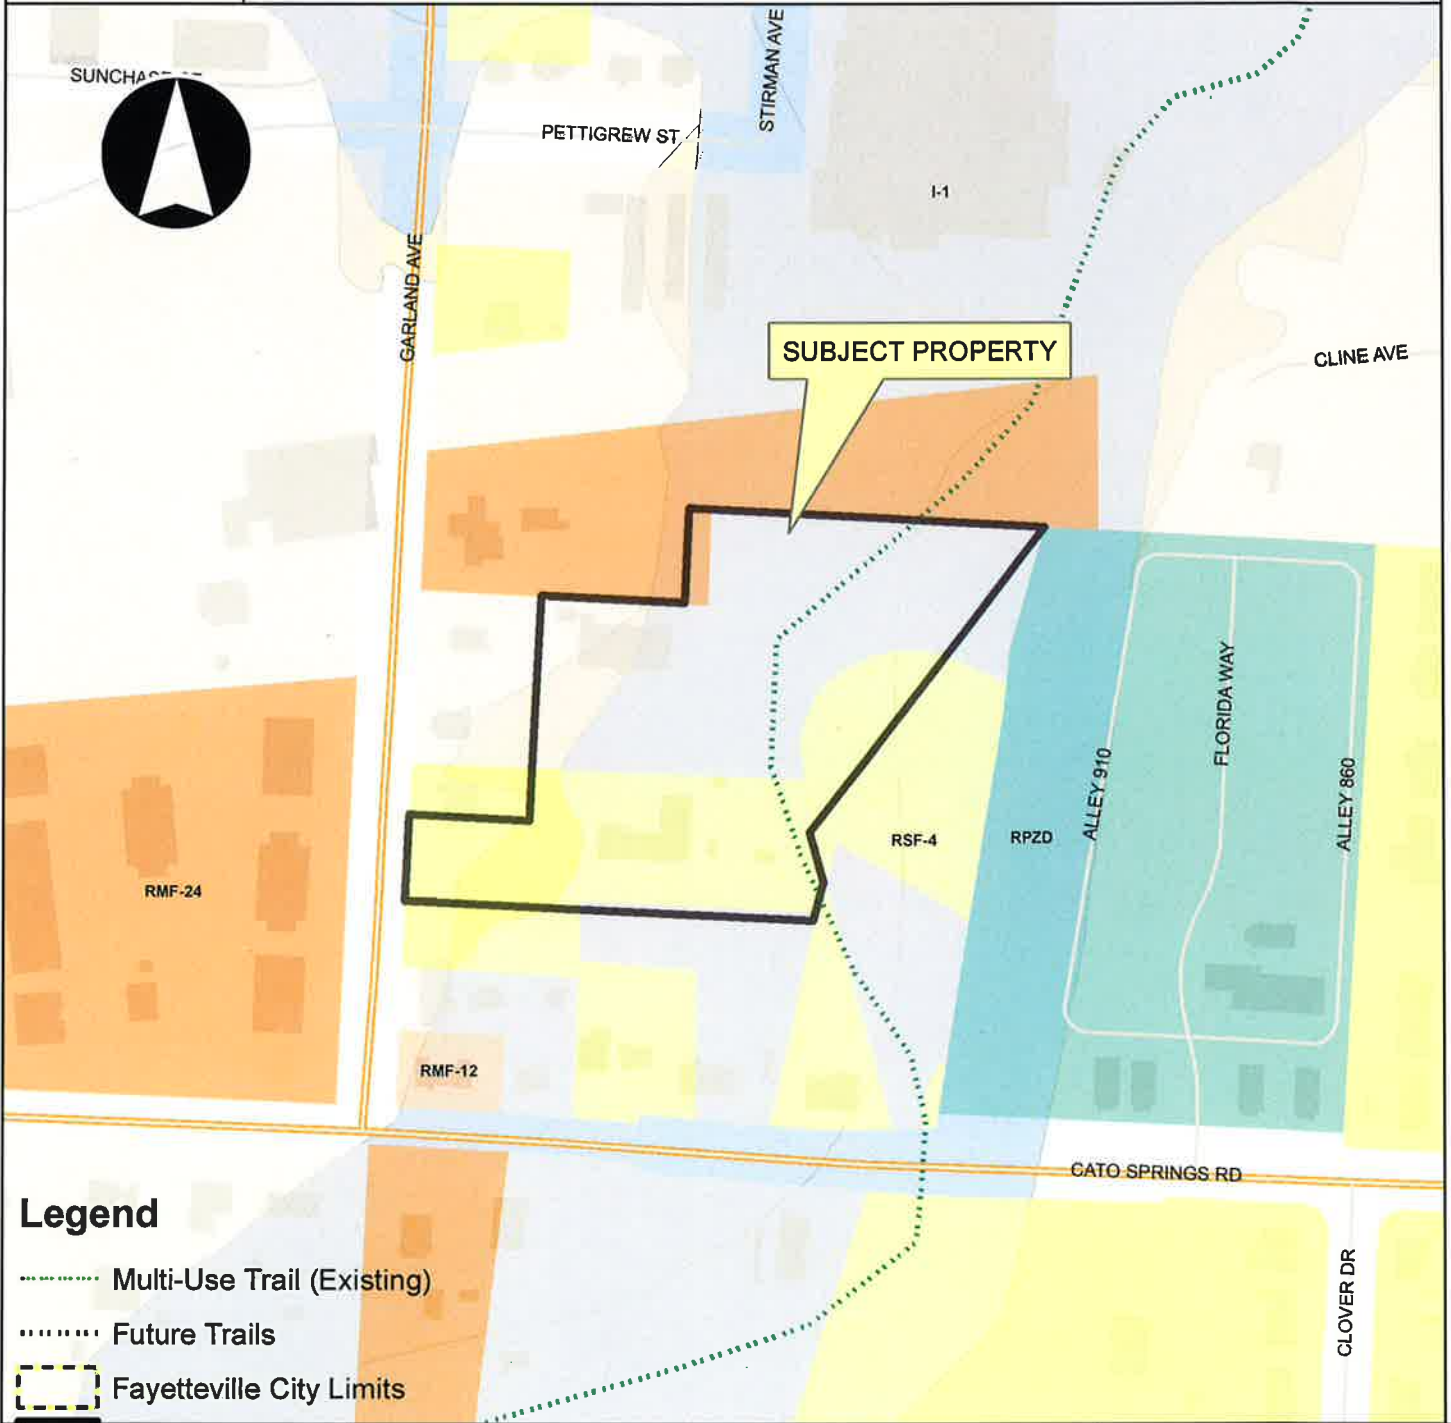 STIRMAN AVE
PETTIGREW ST
I-1
GARLAND AVE
SUBJECT PROPERTY
CLINE AVE
FLORIDA WAY
ALLEY 910
ALLEY 860
RSF-4
RPZD
RMF-24
RMF-12
CATO SPRINGS RD
CLOVER DR
Legend
Multi-Use Trail (Existing)
Future Trails
Fayetteville City Limits